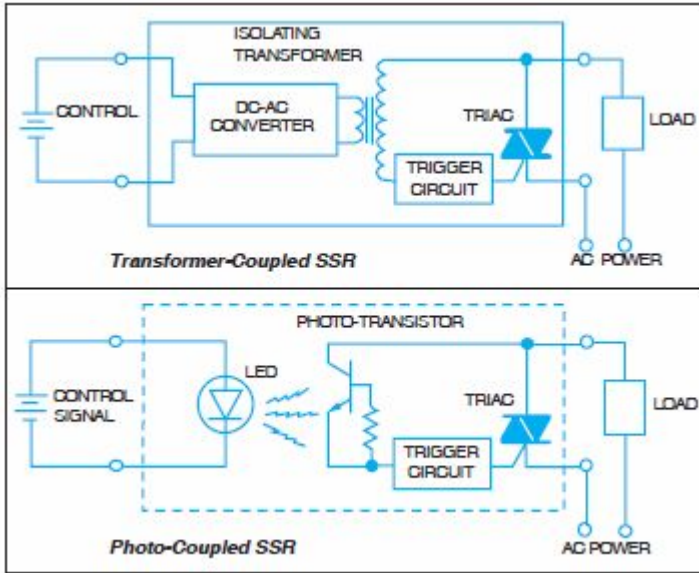 ISOLATING
TRANSFORMER
CONTROL
DC-AC
CONVERTER
TRIAC
LOAD
TRIGGER
CIRCUIT
Transformer-Coupled SSR
AC POWER
PHOTO-TRANSISTOR
LED
CONTROL
SIGNAL
TRIAC
LOAD
TRIGGER
CIRCUIT
Photo-Coupled SSR
AC POWER